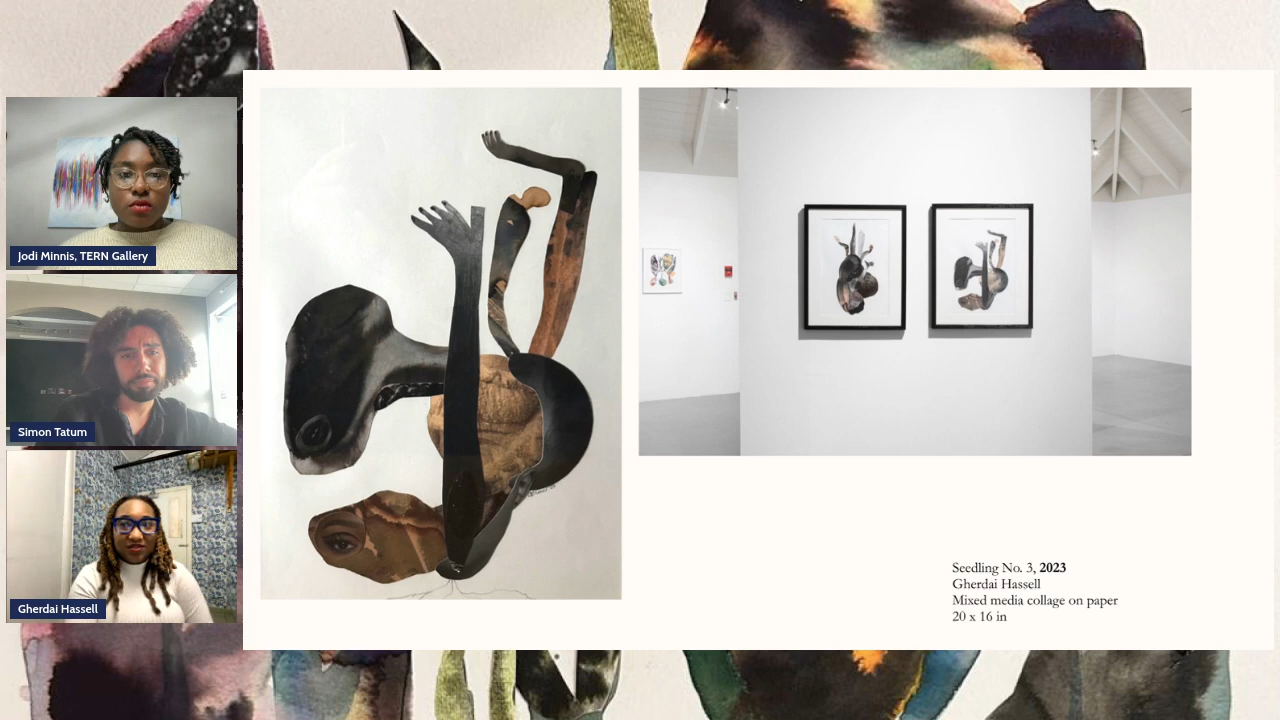 Jodi Minnis, TERN Gallery
Simon Tatum
Gherdai Hassell
Seedling No. 3, 2023
Gherdai Hassell
Mixed media collage on paper
20 x 16 in